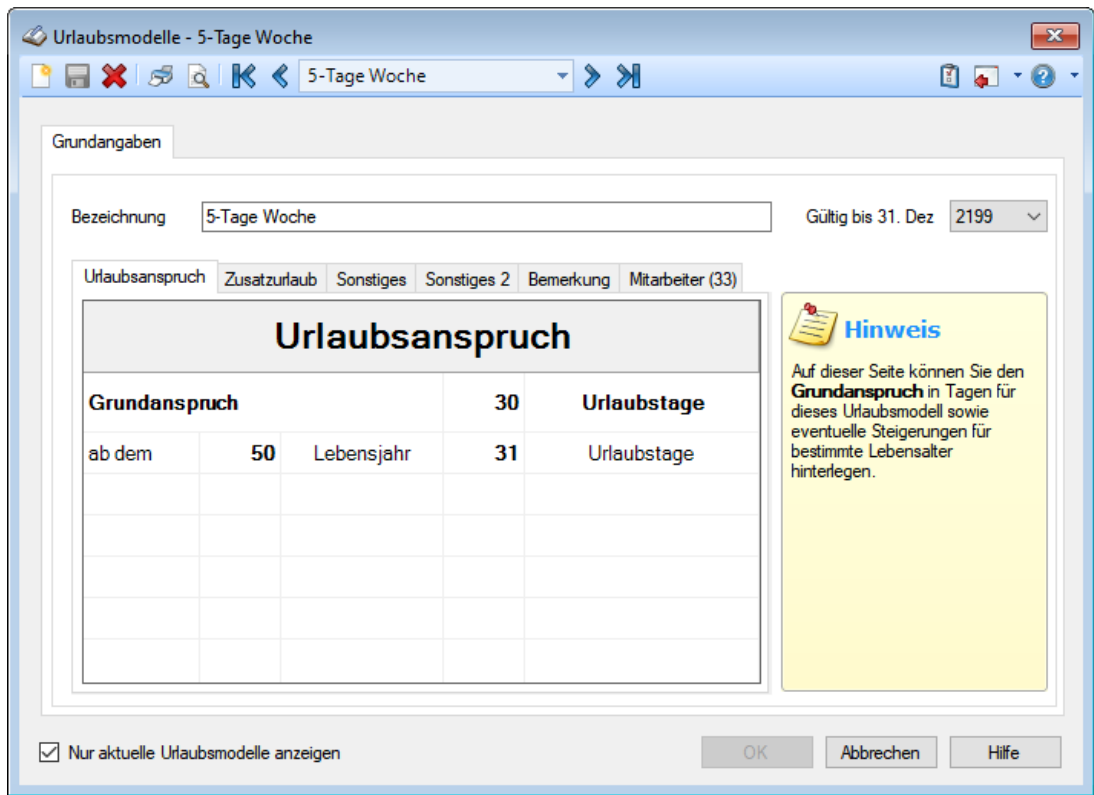 Urlaubsmodelle - 5-Tage Woche
5-Tage Woche
Grundangaben
Bezeichnung 5-Tage Woche Gültig bis 31. Dez 2199
Urlaubsanspruch Zusatzurlaub Sonstiges Sonstiges 2 Bemerkung Mitarbeiter (33)
Urlaubsanspruch
Grundanspruch 30 Urlaubstage
ab dem 50 Lebensjahr 31 Urlaubstage
Hinweis
Auf dieser Seite können Sie den
Grundanspruch in Tagen für
dieses Urlaubsmodell sowie
eventuelle Steigerungen für
bestimmte Lebensalter
hinterlegen.
Nur aktuelle Urlaubsmodelle anzeigen OK Abbrechen Hilfe